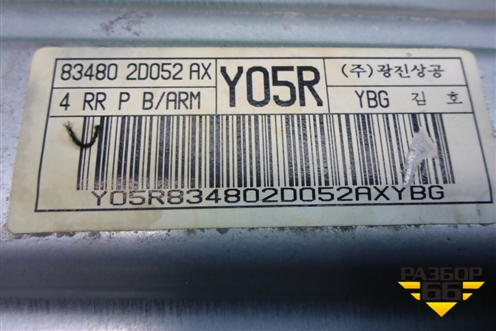 83480 2D052 AX
4 RR P B/ARM
Y05R
(주)광진상공
YBG 김 호
Y05R834802D052AXYBG
РАЗБОР
66